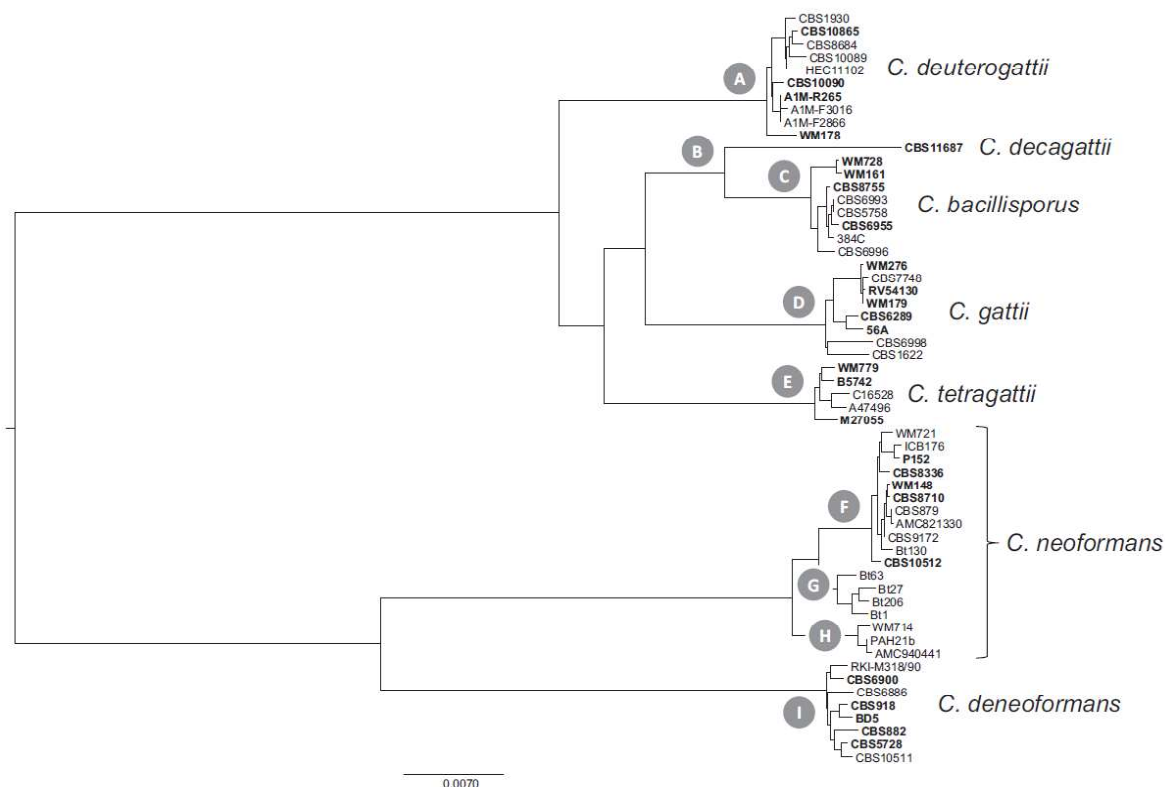 CBS1930
CBS10865
CBS8684
CBS10089
HEC11102
C. deuterogattii
A
CBS10090
A1M-R265
A1M-F3016
A1M-F2866
WM178
B
CBS11687
C. decagattii
WM728
C
WM161
CBS8755
CBS6993
C. bacillisporus
CBS5758
CBS6955
384C
CBS6996
WM276
CBS7748
RV54130
D
WM179
C. gattii
CBS6289
56A
CBS6998
CBS1622
WM779
E
B5742
C16528
C. tetragattii
A47496
M27055
WM721
ICB176
P152
CBS8336
WM148
CBS8710
F
CBS879
AMC821330
CBS9172
C. neoformans
Bt130
CBS10512
G
Bt63
Bt27
Bt206
Bt1
WM714
H
PAH21b
AMC940441
RKI-M318/90
CBS6900
CBS6886
I
CBS918
C. deneoformans
BD5
CBS882
CBS5728
CBS10511
0.0070